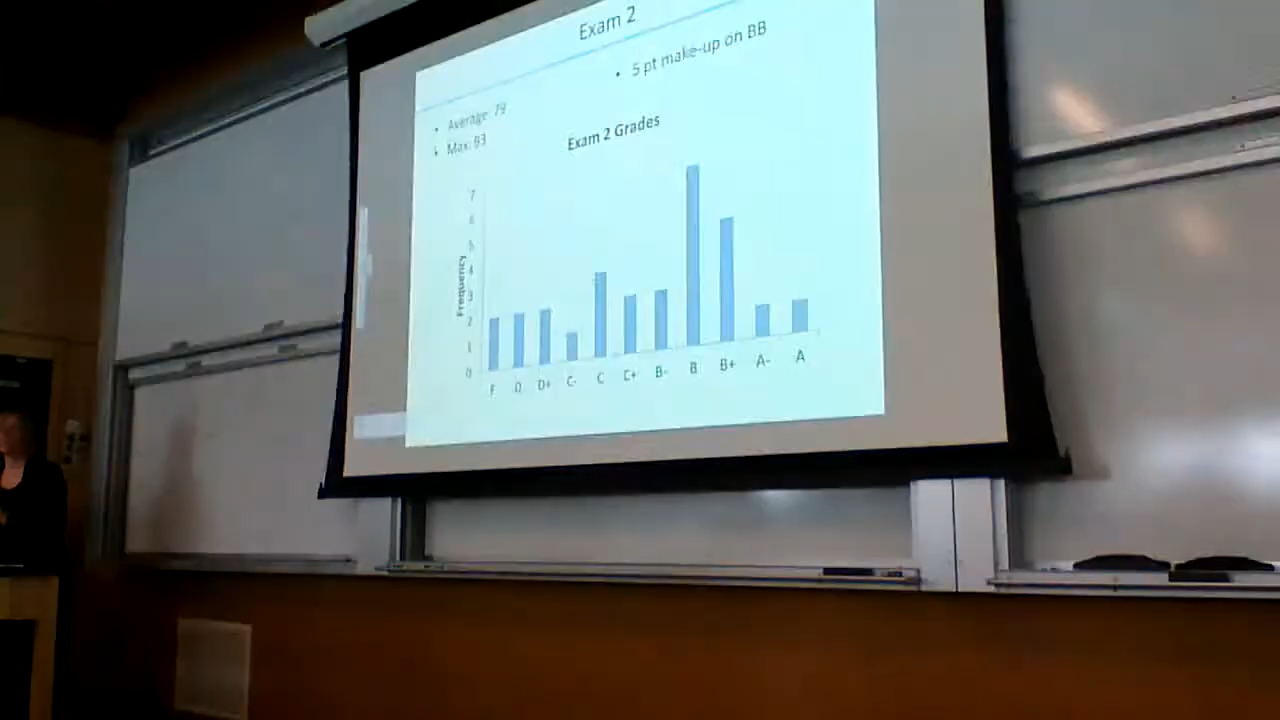 Exam 2
• 5 pt make-up on BB
• Average: 79
• Max: 93
Exam 2 Grades
Frequency
7
6
5
4
3
2
1
0
F D D+ C- C C+ B- B B+ A- A